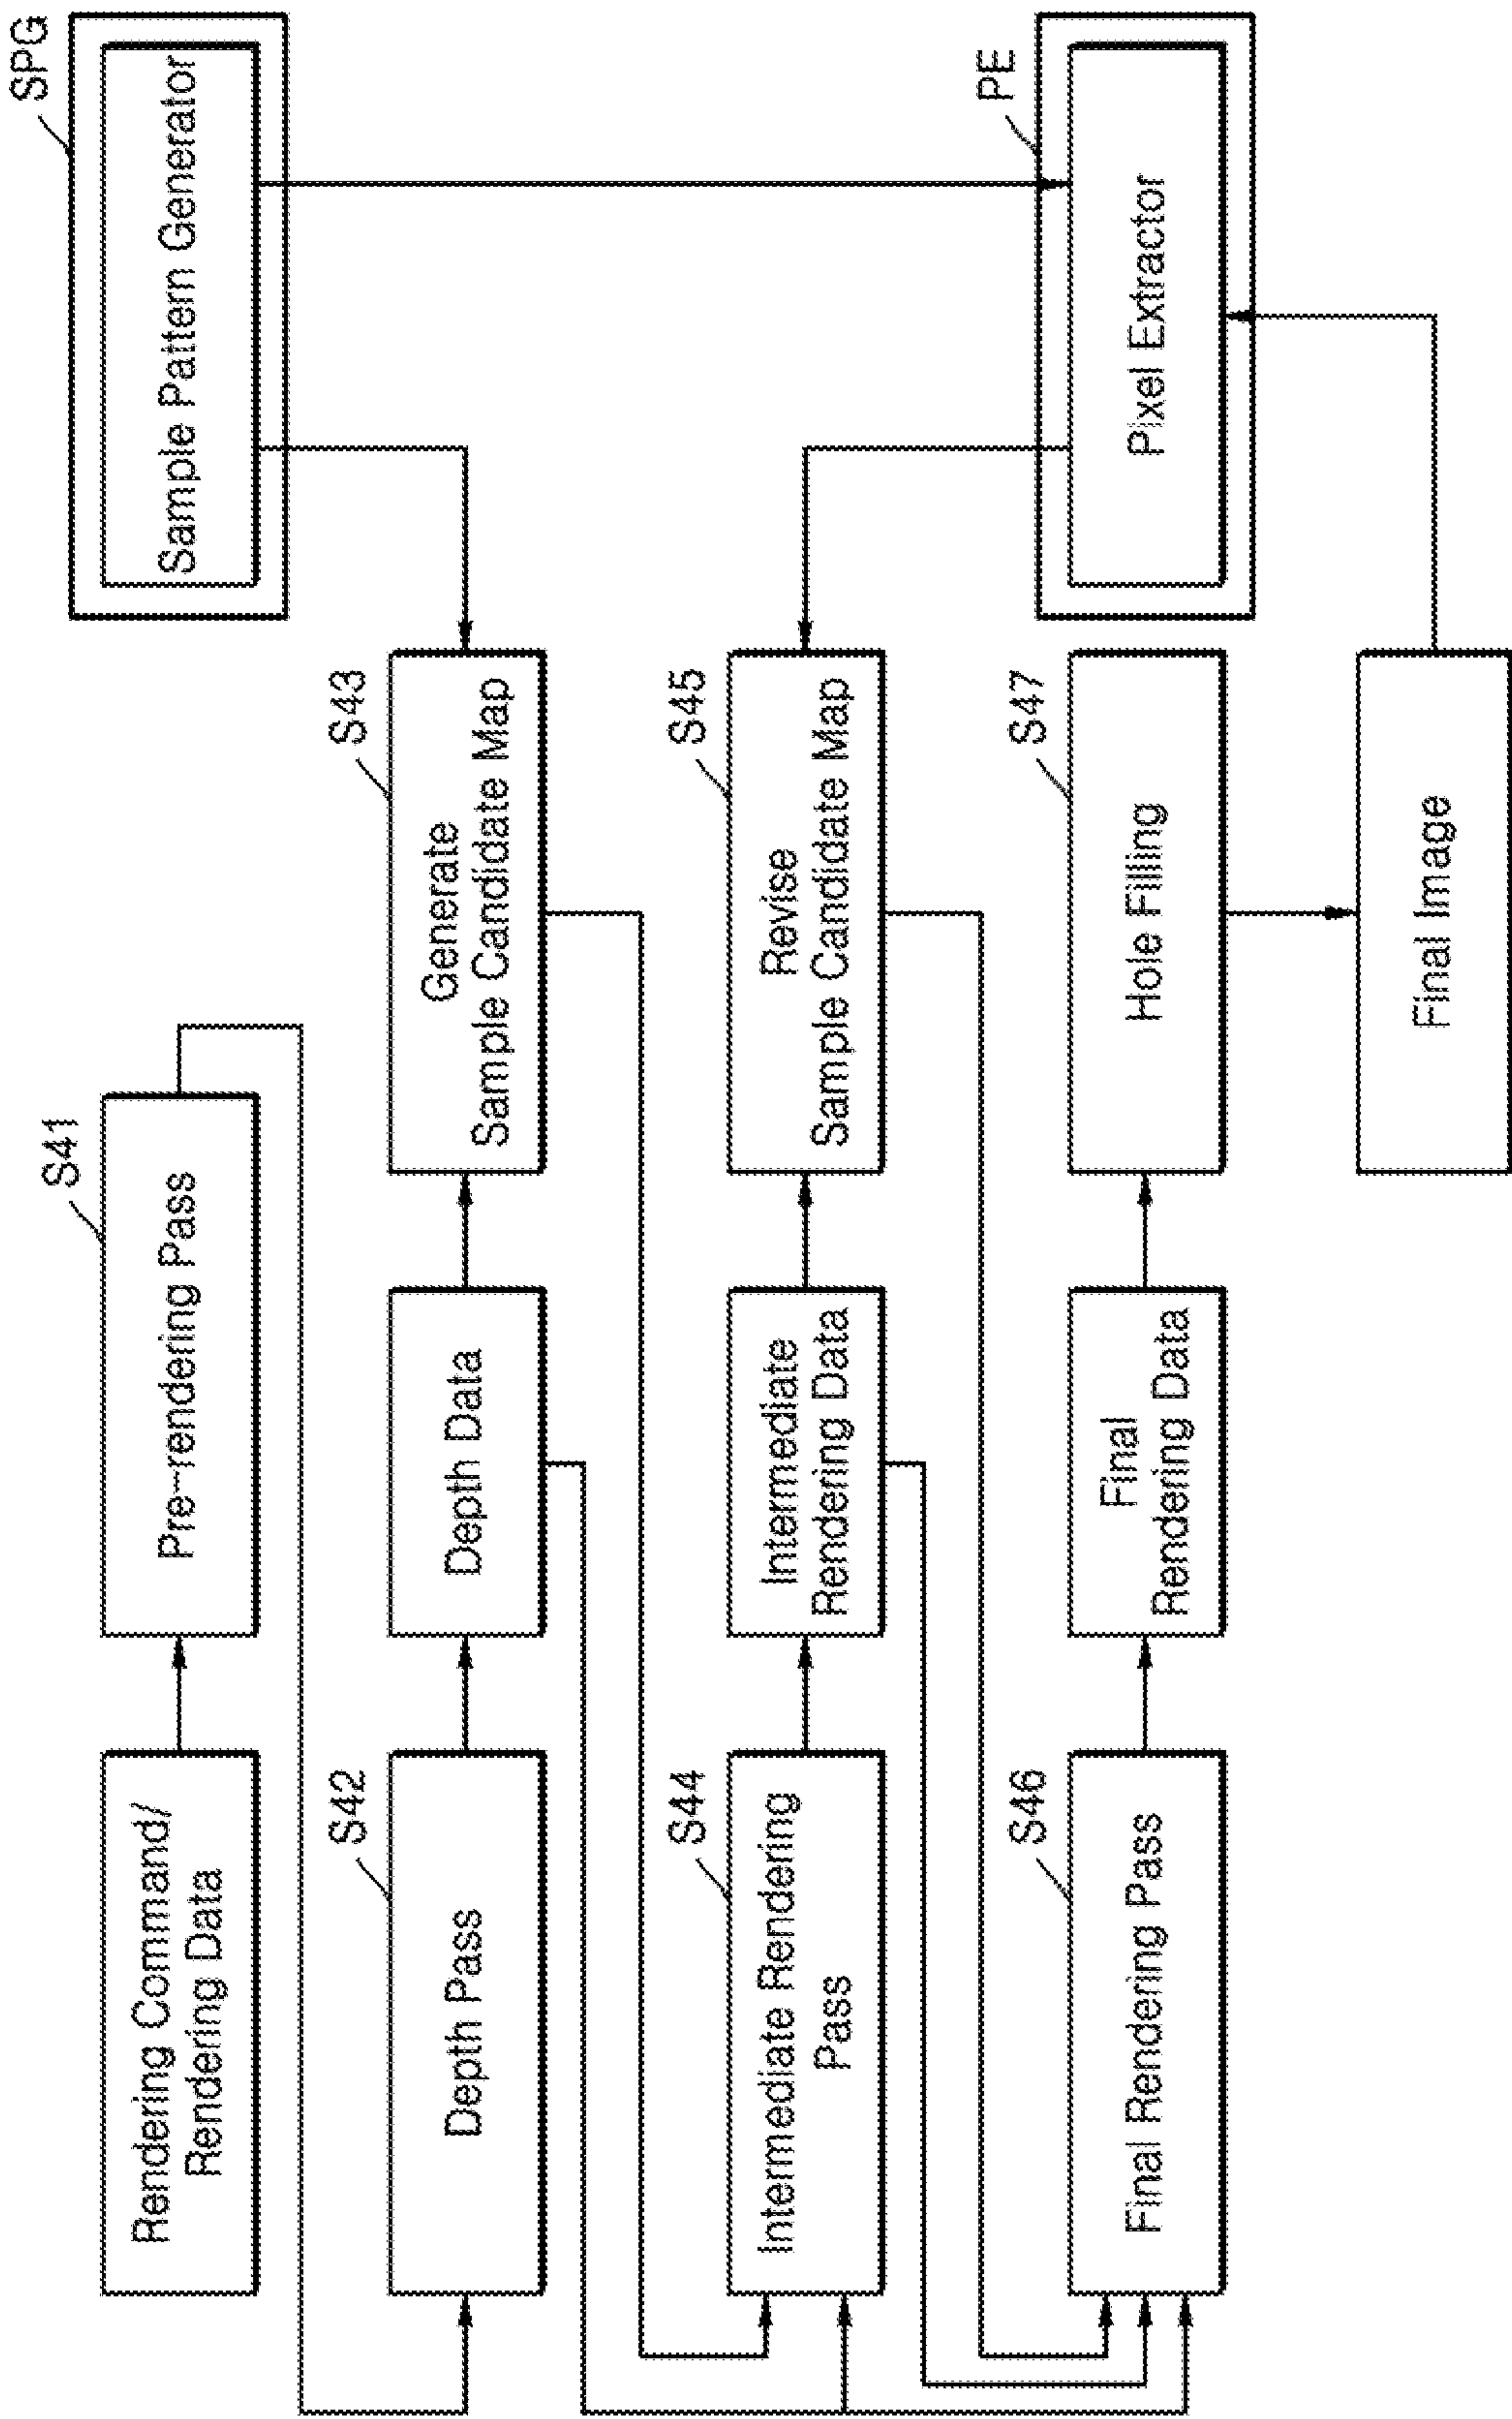 Rendering Command/
Rendering Data
S41
Pre-rendering Pass
SPG
Sample Pattern Generator
S42
Depth Pass
Depth Data
S43
Generate
Sample Candidate Map
S44
Intermediate Rendering
Pass
Intermediate
Rendering Data
S45
Revise
Sample Candidate Map
PE
Pixel Extractor
S46
Final Rendering Pass
Final
Rendering Data
S47
Hole Filling
Final Image